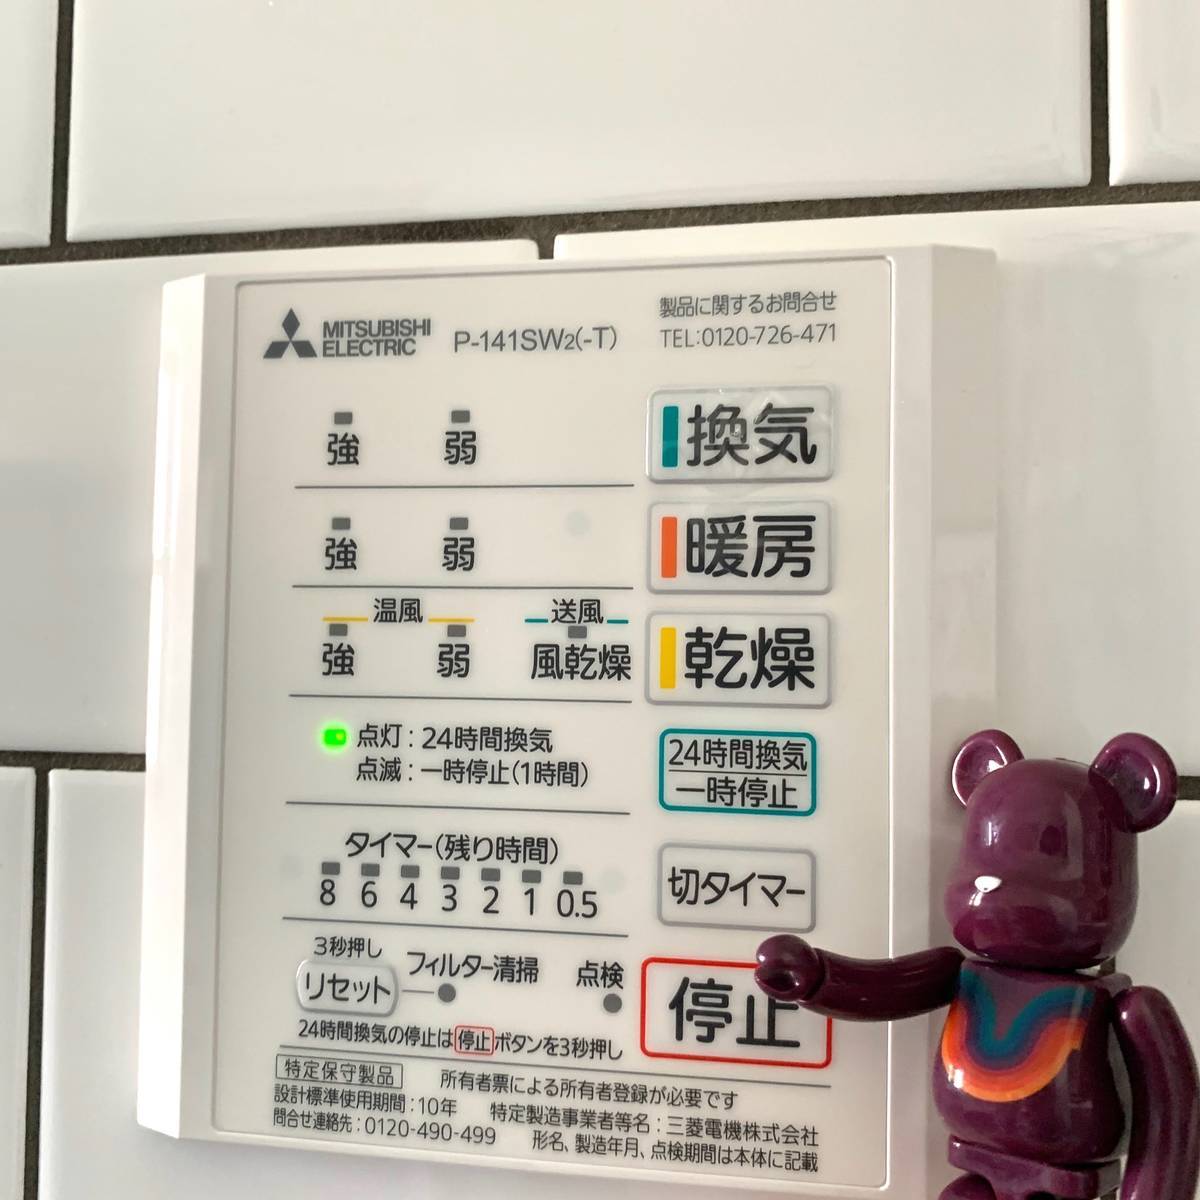 MITSUBISHI
ELECTRIC
P-141SW2(-T)
製品に関するお問合せ
TEL:0120-726-471
強 弱
換気
強 弱
暖房
温風 送風
強 弱 風乾燥
乾燥
点灯:24時間換気
点滅:一時停止(1時間)
24時間換気
一時停止
タイマー(残り時間)
8 6 4 3 2 1 0.5
切タイマー
3秒押し
リセット
フィルター清掃
点検
停止
24時間換気の停止は停止ボタンを3秒押し
特定保守製品 所有者票による所有者登録が必要です
設計標準使用期間:10年 特定製造事業者等名:三菱電機株式会社
問合せ連絡先:0120-490-499 形名、製造年月、点検期間は本体に記載